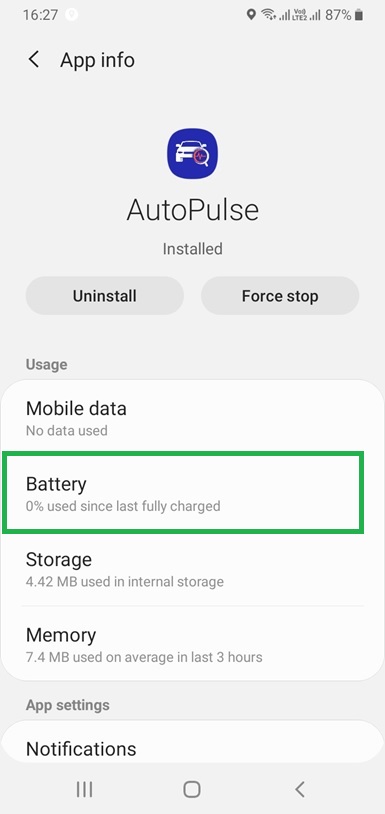 16:27 Vo) LTE2 87%
App info
AutoPulse
Installed
Uninstall Force stop
Usage
Mobile data
No data used
Battery
0% used since last fully charged
Storage
4.42 MB used in internal storage
Memory
7.4 MB used on average in last 3 hours
App settings
Notifications